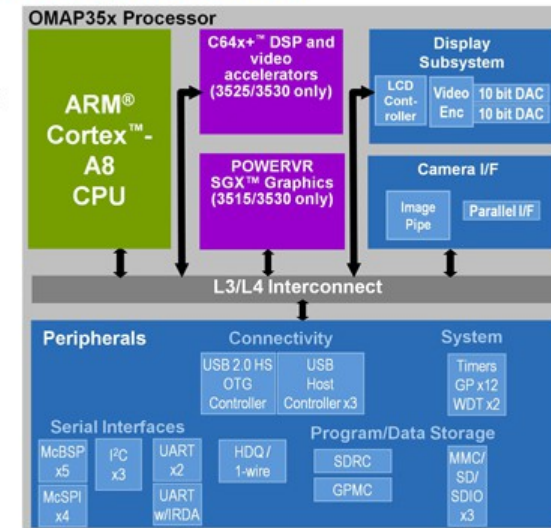 OMAP35x Processor
ARM®
Cortex™-
A8
CPU
C64x+™ DSP and
video
accelerators
(3525/3530 only)
POWERVR
SGX™ Graphics
(3515/3530 only)
Display
Subsystem
LCD
Cont-
roller
Video
Enc
10 bit DAC
10 bit DAC
Camera I/F
Image
Pipe
Parallel I/F
L3/L4 Interconnect
Peripherals
Connectivity
USB 2.0 HS
OTG
Controller
USB
Host
Controller x3
System
Timers
GP x12
WDT x2
Serial Interfaces
McBSP
x5
McSPI
x4
I²C
x3
UART
x2
UART
w/IRDA
HDQ /
1-wire
Program/Data Storage
SDRC
GPMC
MMC/
SD/
SDIO
x3